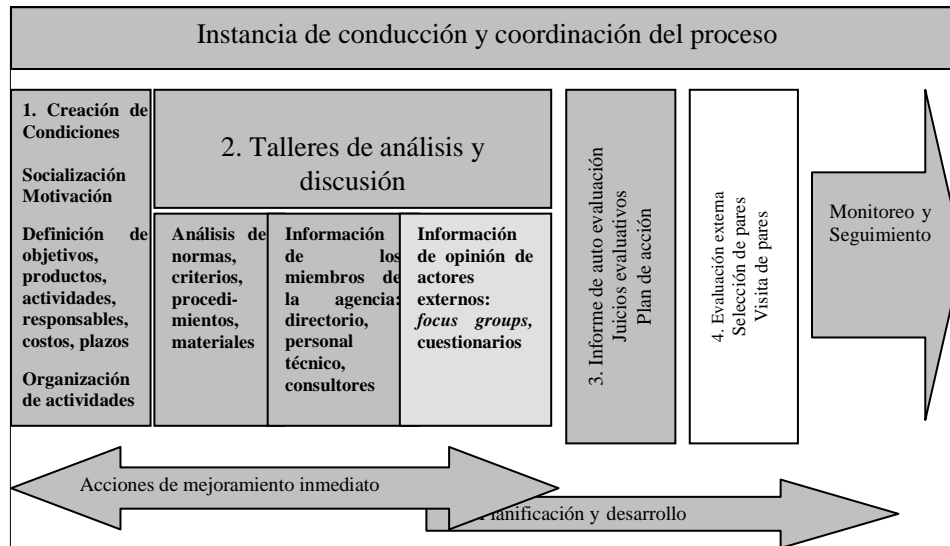 Instancia de conducción y coordinación del proceso
1. Creación de
Condiciones
Socialización
Motivación
Definición de
objetivos,
productos,
actividades,
responsables,
costos, plazos
Organización
de actividades
2. Talleres de análisis y
discusión
Análisis de
normas,
criterios,
procedi-
mientos,
materiales
Información
de los
miembros de
la agencia:
directorio,
personal
técnico,
consultores
Información
de opinión de
actores
externos:
focus groups,
cuestionarios
3. Informe de auto evaluación
Juicios evaluativos
Plan de acción
4. Evaluación externa
Selección de pares
Visita de pares
Monitoreo y
Seguimiento
Acciones de mejoramiento inmediato
Planificación y desarrollo